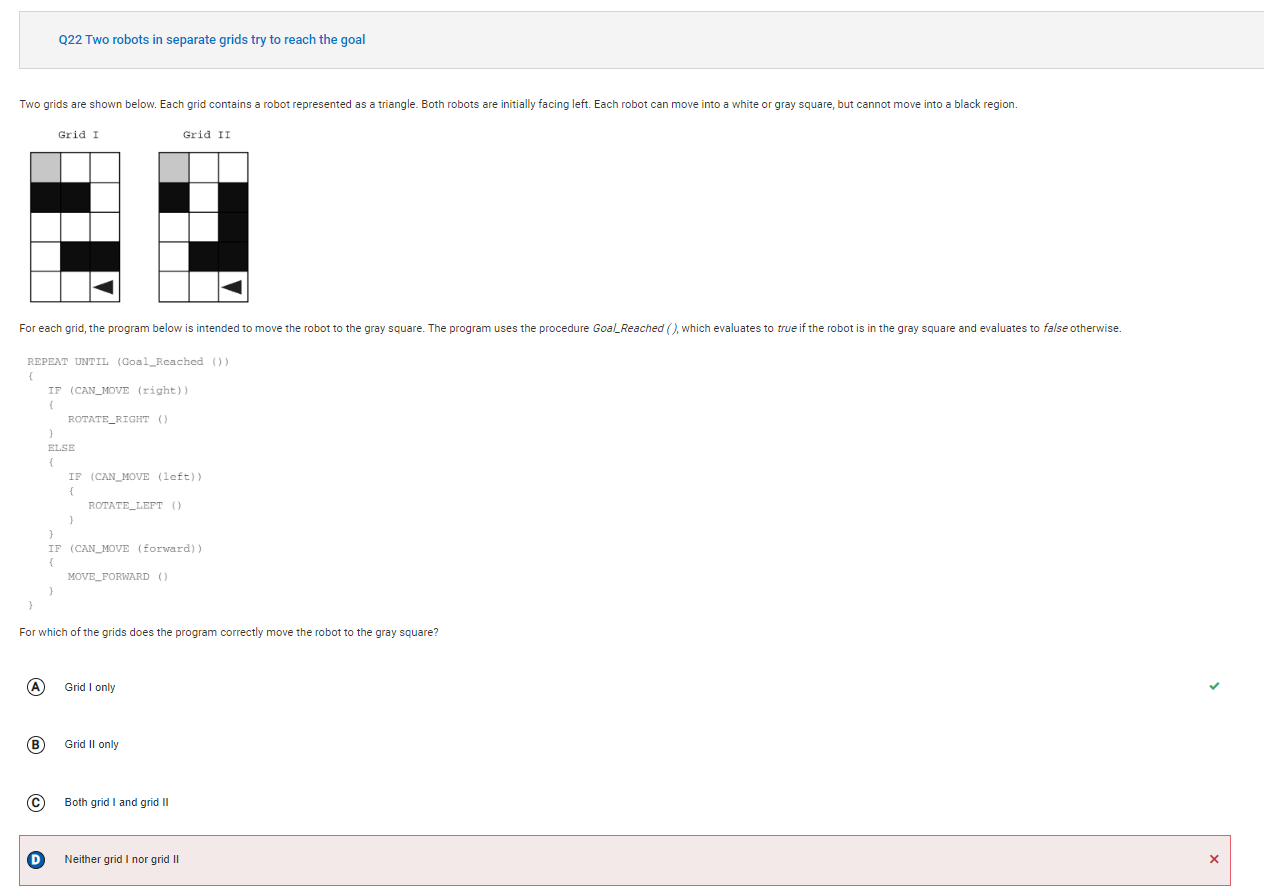 Q22 Two robots in separate grids try to reach the goal
Two grids are shown below. Each grid contains a robot represented as a triangle. Both robots are initially facing left. Each robot can move into a white or gray square, but cannot move into a black region.
Grid I
Grid II
For each grid, the program below is intended to move the robot to the gray square. The program uses the procedure Goal_Reached ( ), which evaluates to true if the robot is in the gray square and evaluates to false otherwise.
REPEAT UNTIL (Goal_Reached ())
{
IF (CAN_MOVE (right))
{
ROTATE_RIGHT ()
}
ELSE
{
IF (CAN_MOVE (left))
{
ROTATE_LEFT ()
}
}
IF (CAN_MOVE (forward))
{
MOVE_FORWARD ()
}
}
For which of the grids does the program correctly move the robot to the gray square?
A Grid I only
B Grid II only
C Both grid I and grid II
D Neither grid I nor grid II